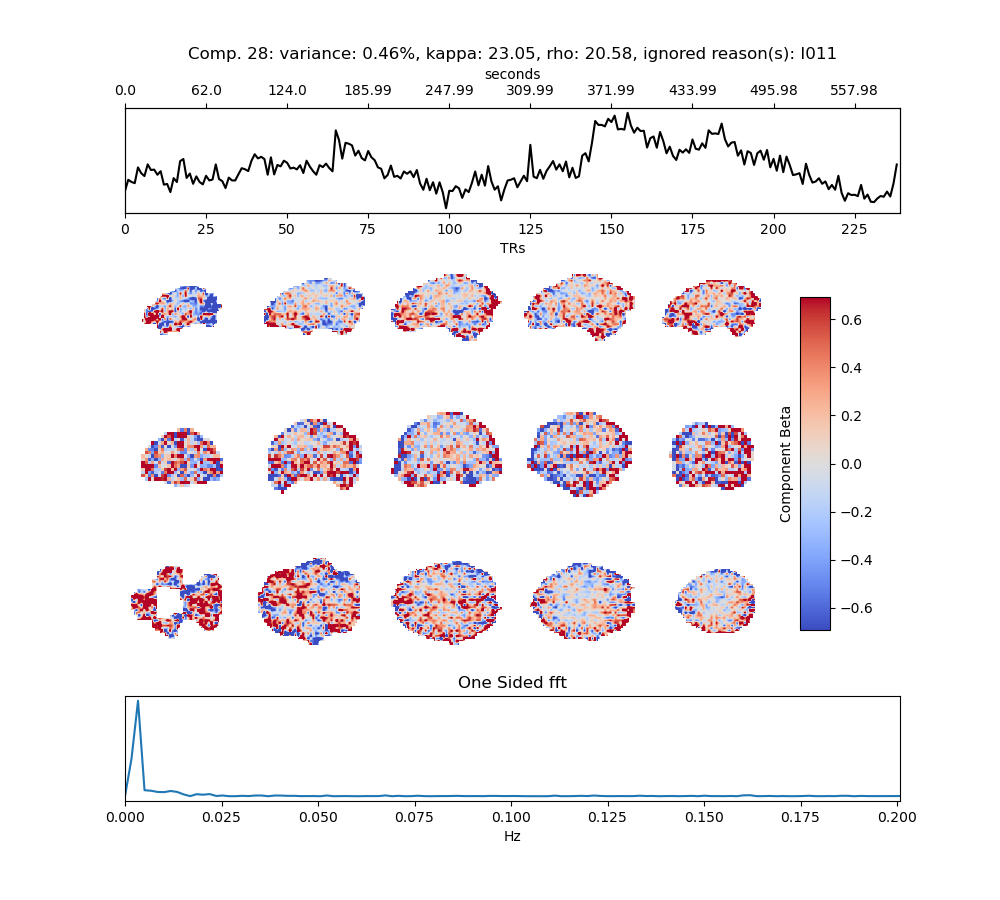 Comp. 28: variance: 0.46%, kappa: 23.05, rho: 20.58, ignored reason(s): I011
seconds
0.0 62.0 124.0 185.99 247.99 309.99 371.99 433.99 495.98 557.98
0 25 50 75 100 125 150 175 200 225
TRs
0.6
0.4
0.2
0.0
−0.2
−0.4
−0.6
Component Beta
One Sided fft
0.000 0.025 0.050 0.075 0.100 0.125 0.150 0.175 0.200
Hz